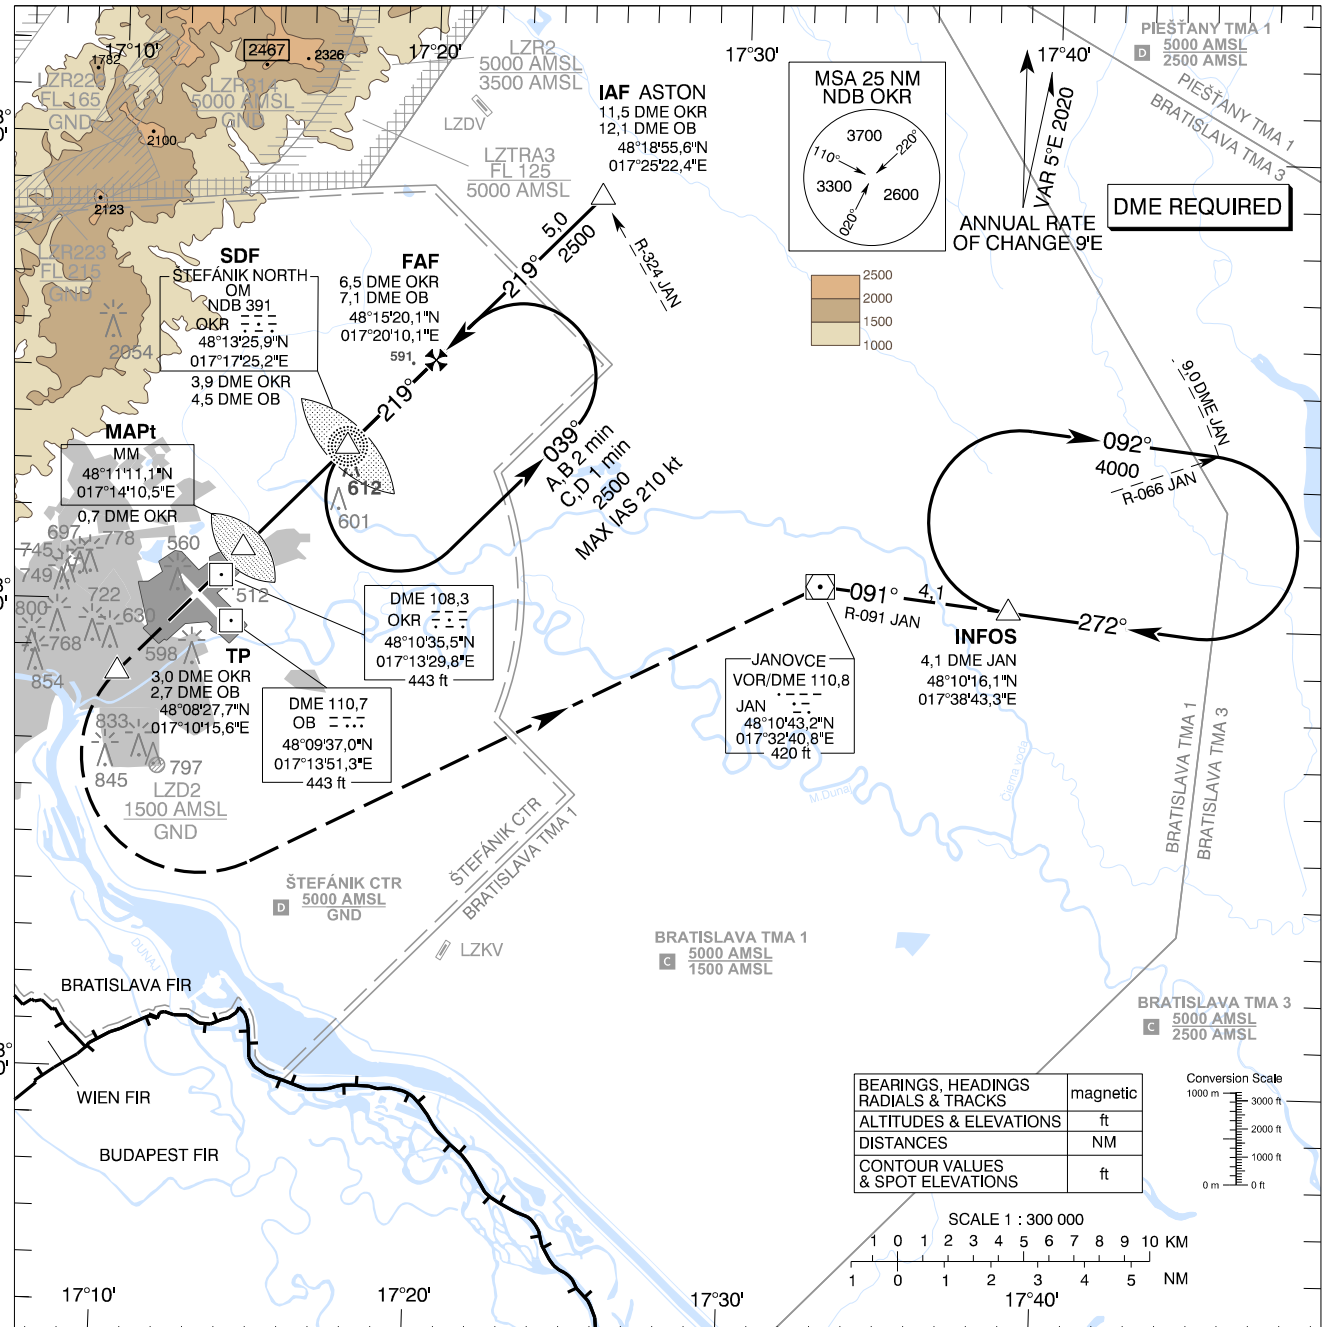 17°10'
17°20'
17°30'
17°40'
1782
2467
2326
LZR22
FL 165
GND
LZR314
5000 AMSL
GND
2100
2123
LZR223
FL 215
GND
2054
LZR2
5000 AMSL
3500 AMSL
LZDV
LZTRA3
FL 125
5000 AMSL
IAF ASTON
11,5 DME OKR
12,1 DME OB
48°18'55,6"N
017°25'22,4"E
5,0
2500
219°
R-324 JAN
MSA 25 NM
NDB OKR
3700
110°
220°
3300
2600
020°
VAR 5°E 2020
ANNUAL RATE
OF CHANGE 9'E
PIEŠŤANY TMA 1
D
5000 AMSL
2500 AMSL
PIEŠŤANY TMA 1
BRATISLAVA TMA 3
DME REQUIRED
2500
2000
1500
1000
SDF
ŠTEFÁNIK NORTH
OM
NDB 391
OKR
48°13'25,9"N
017°17'25,2"E
3,9 DME OKR
4,5 DME OB
FAF
6,5 DME OKR
7,1 DME OB
48°15'20,1"N
017°20'10,1"E
591
219°
039°
A,B 2 min
C,D 1 min
2500
MAX IAS 210 kt
612
601
MAPt
MM
48°11'11,1"N
017°14'10,5"E
0,7 DME OKR
697
778
745
749
560
722
800
630
512
768
598
854
833
845
797
TP
3,0 DME OKR
2,7 DME OB
48°08'27,7"N
017°10'15,6"E
DME 108,3
OKR
48°10'35,5"N
017°13'29,8"E
443 ft
DME 110,7
OB
48°09'37,0"N
017°13'51,3"E
443 ft
LZD2
1500 AMSL
GND
9,0 DME JAN
092°
4000
R-066 JAN
091°
4,1
R-091 JAN
272°
INFOS
4,1 DME JAN
48°10'16,1"N
017°38'43,3"E
JANOVCE
VOR/DME 110,8
JAN
48°10'43,2"N
017°32'40,8"E
420 ft
M.Dunaj
Čierna voda
BRATISLAVA TMA 1
BRATISLAVA TMA 3
ŠTEFÁNIK CTR
BRATISLAVA TMA 1
ŠTEFÁNIK CTR
D
5000 AMSL
GND
LZKV
BRATISLAVA TMA 1
C
5000 AMSL
1500 AMSL
BRATISLAVA TMA 3
C
5000 AMSL
2500 AMSL
DUNAJ
BRATISLAVA FIR
WIEN FIR
BUDAPEST FIR
BEARINGS, HEADINGS
RADIALS & TRACKS
magnetic
ALTITUDES & ELEVATIONS
ft
DISTANCES
NM
CONTOUR VALUES
& SPOT ELEVATIONS
ft
Conversion Scale
1000 m
3000 ft
2000 ft
1000 ft
0 m
0 ft
SCALE 1 : 300 000
1 0 1 2 3 4 5 6 7 8 9 10 KM
1 0 1 2 3 4 5 NM
17°10'
17°20'
17°30'
17°40'